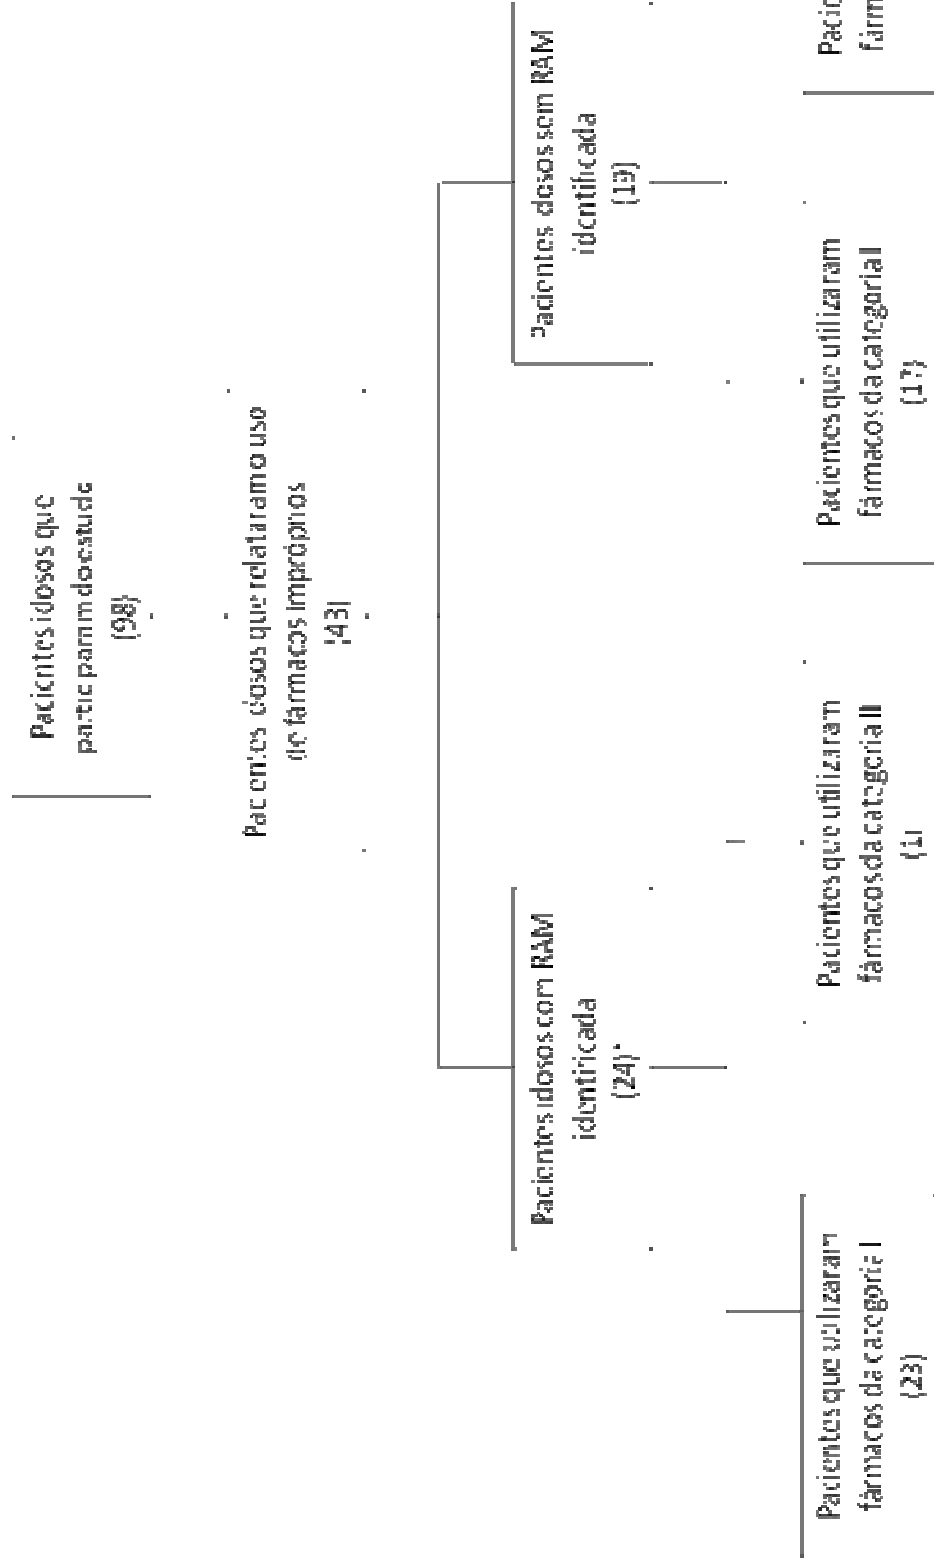 Pacientes idosos que
participam do estudo
(98)
Pacientes idosos que relataram o uso
de fármacos impróprios
(43)
Pacientes idosos com RAM
identificada
(24)*
Pacientes idosos sem RAM
identificada
(19)
Pacientes que utilizaram
fármacos da categoria I
(23)
Pacientes que utilizaram
fármacos da categoria II
Pacientes que utilizaram
fármacos da categoria I
(17)